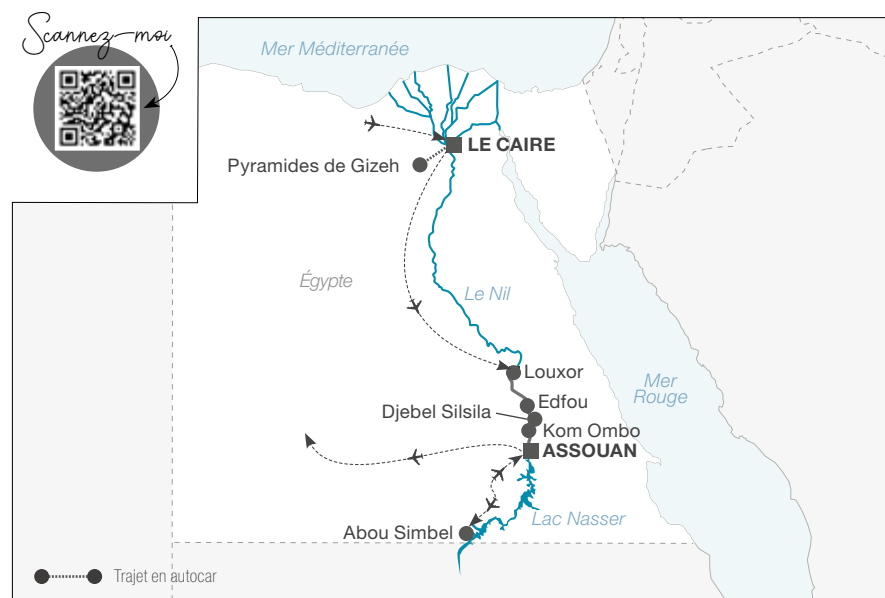 Scannez-moi
Mer Méditerranée
LE CAIRE
Pyramides de Gizeh
Égypte
Le Nil
Louxor
Mer
Rouge
Edfou
Djebel Silsila
Kom Ombo
ASSOUAN
Lac Nasser
Abou Simbel
Trajet en autocar